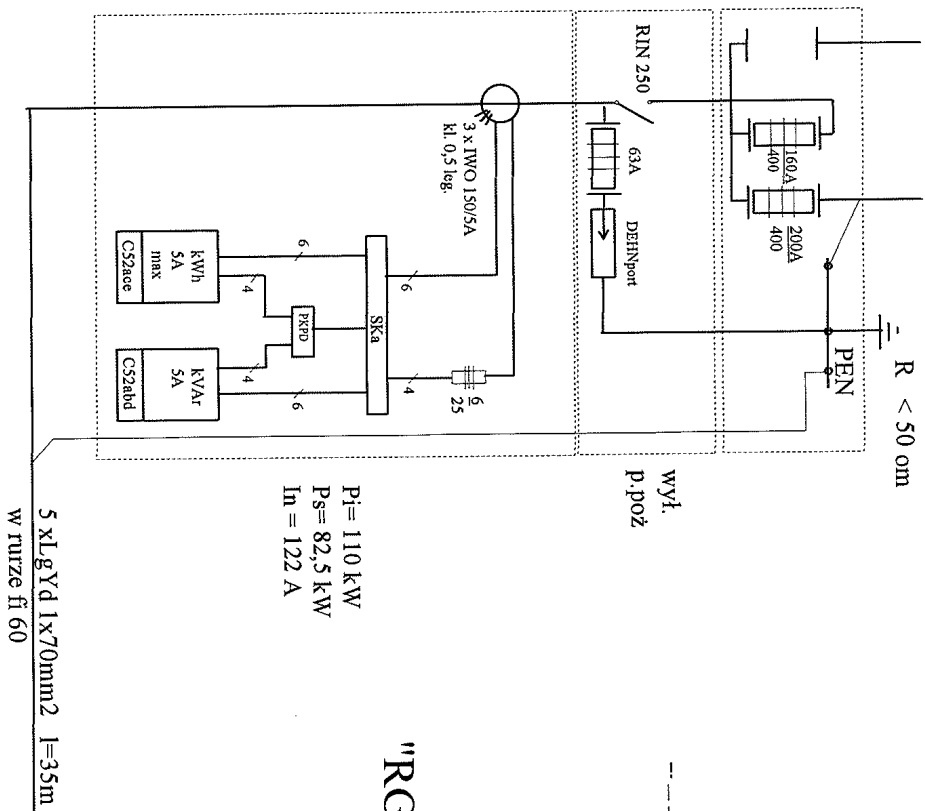 R < 50 om
PEN
160A
400
200A
400
wył.
p.poż
RIN 250
63A
DEHNport
3 x IWO 150/5A
kl. 0,5 leg.
6
25
6
4
SKa
6
4
PKPD
4
6
kWh
5A
max
C52ace
kVAr
5A
C52abd
Pi= 110 kW
Ps= 82,5 kW
In = 122 A
"RG
5 xLgYd 1x70mm2 l=35m
w rurze fi 60